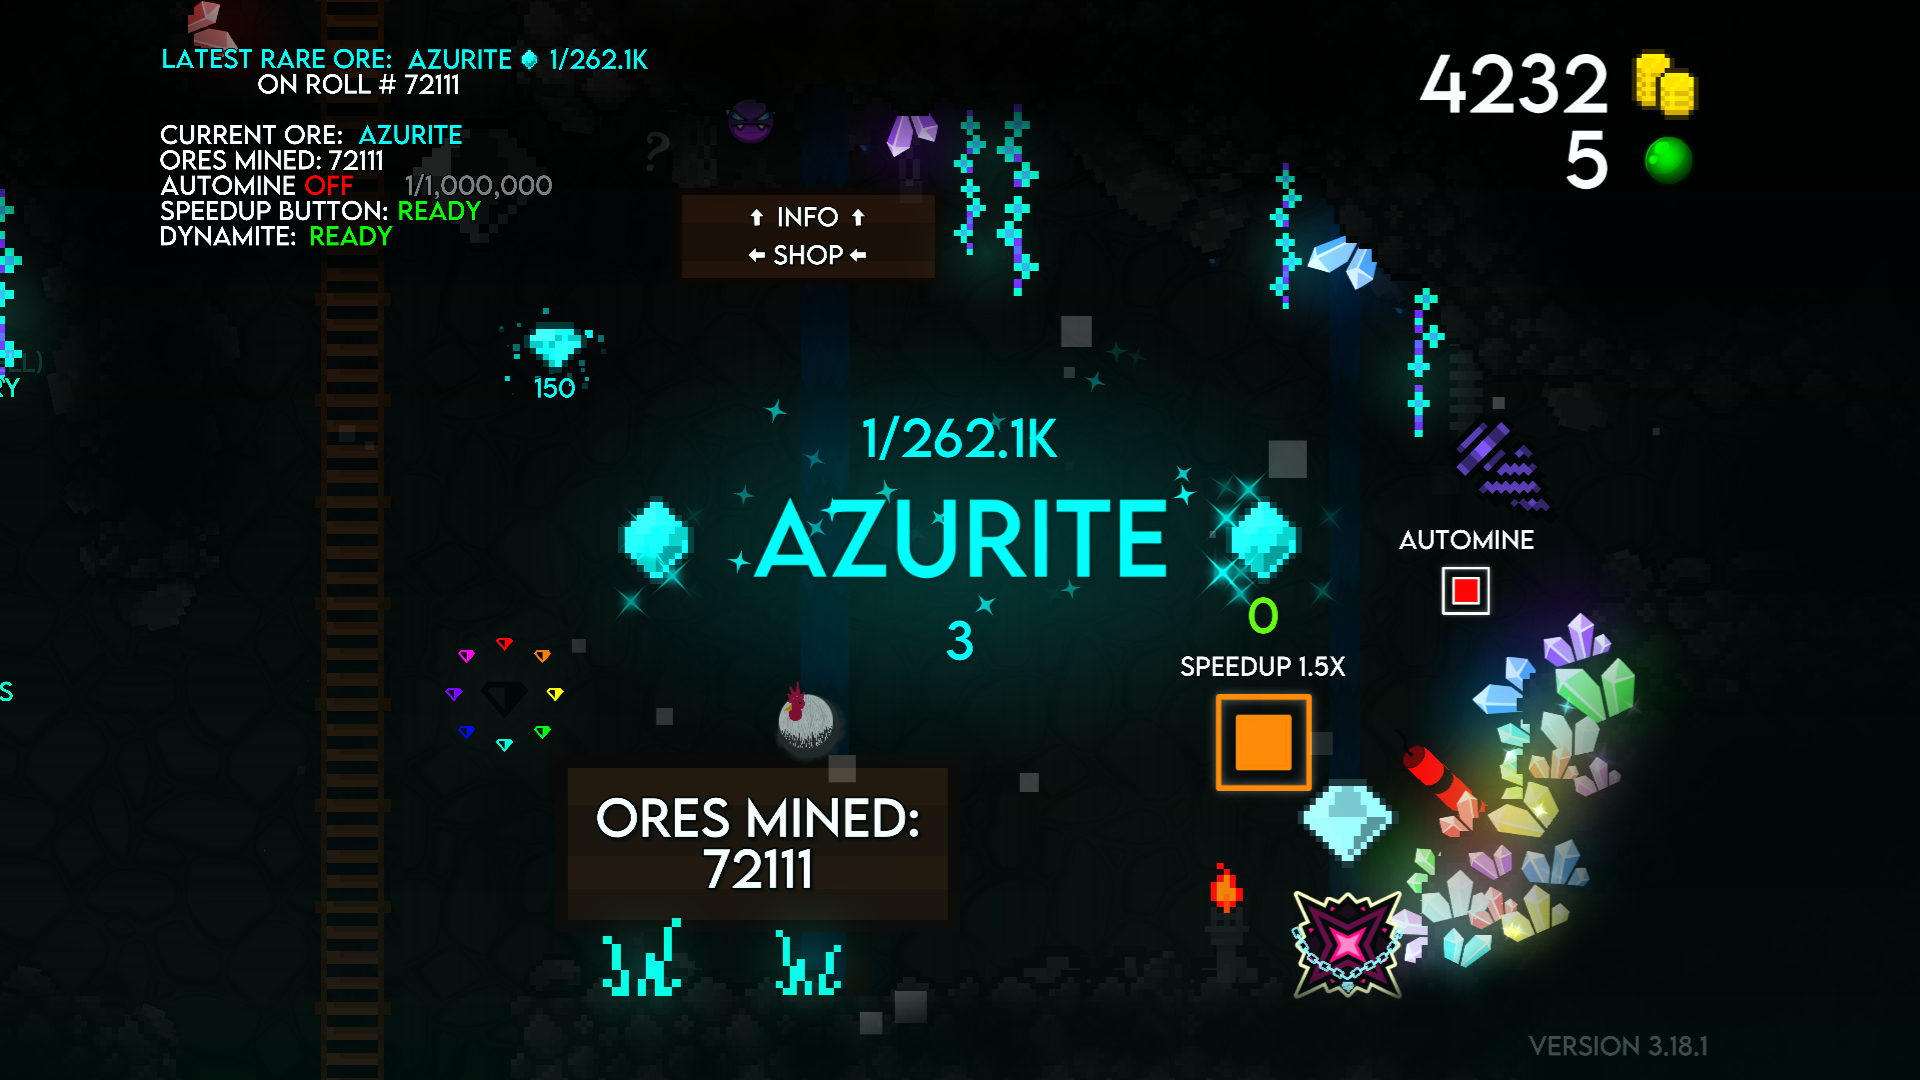 LATEST RARE ORE: AZURITE 1/262.1K
ON ROLL # 72111
CURRENT ORE: AZURITE
ORES MINED: 72111
AUTOMINE OFF
1/1,000,000
SPEEDUP BUTTON: READY
DYNAMITE: READY
4232
5
?
↑ INFO ↑
← SHOP ←
150
1/262.1K
AZURITE
3
0
AUTOMINE
SPEEDUP 1.5X
ORES MINED:
72111
VERSION 3.18.1